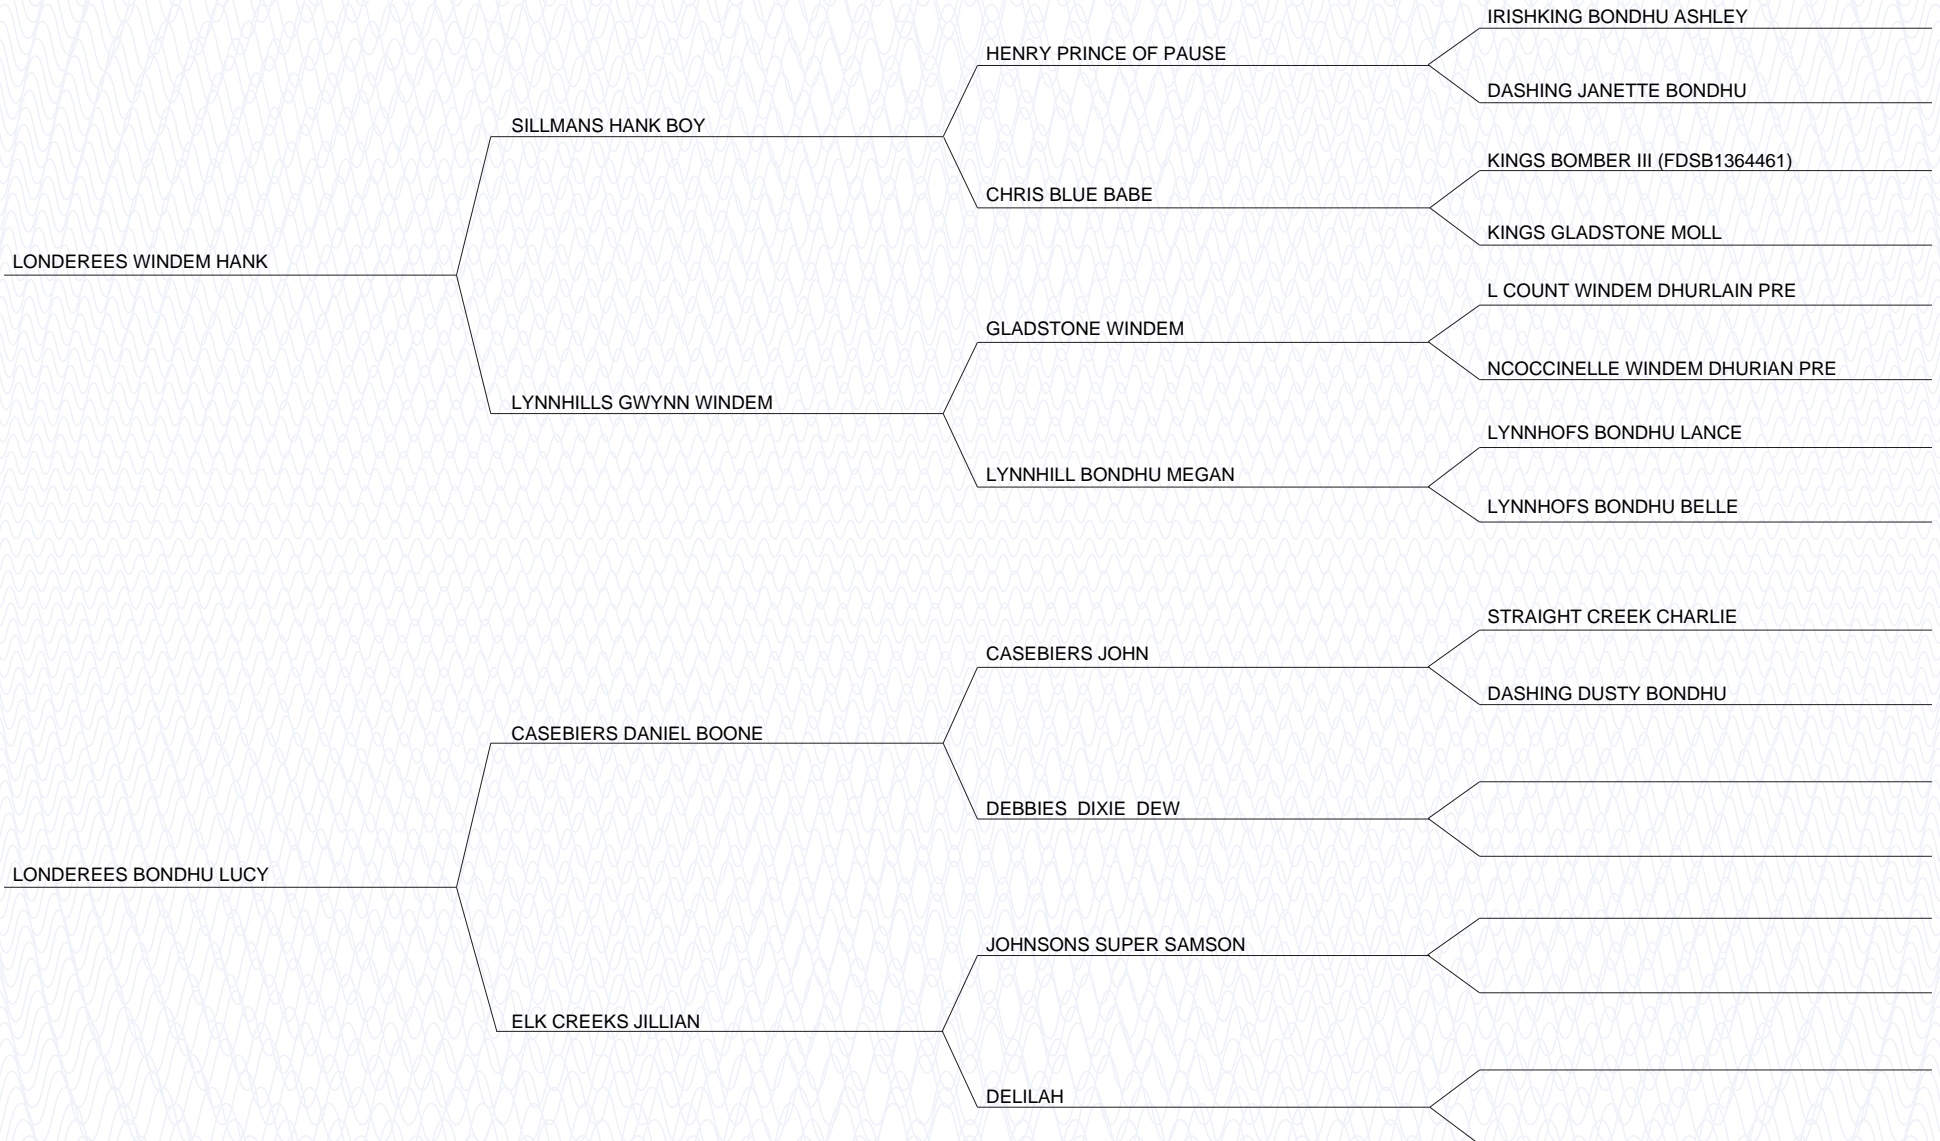 IRISHKING BONDHU ASHLEY
HENRY PRINCE OF PAUSE
DASHING JANETTE BONDHU
SILLMANS HANK BOY
KINGS BOMBER III (FDSB1364461)
CHRIS BLUE BABE
KINGS GLADSTONE MOLL
LONDEREES WINDEM HANK
L COUNT WINDEM DHURLAIN PRE
GLADSTONE WINDEM
NCOCCINELLE WINDEM DHURIAN PRE
LYNNHILLS GWYNN WINDEM
LYNNHOFS BONDHU LANCE
LYNNHILL BONDHU MEGAN
LYNNHOFS BONDHU BELLE
STRAIGHT CREEK CHARLIE
CASEBIERS JOHN
DASHING DUSTY BONDHU
CASEBIERS DANIEL BOONE
DEBBIES  DIXIE  DEW
LONDEREES BONDHU LUCY
JOHNSONS SUPER SAMSON
ELK CREEKS JILLIAN
DELILAH